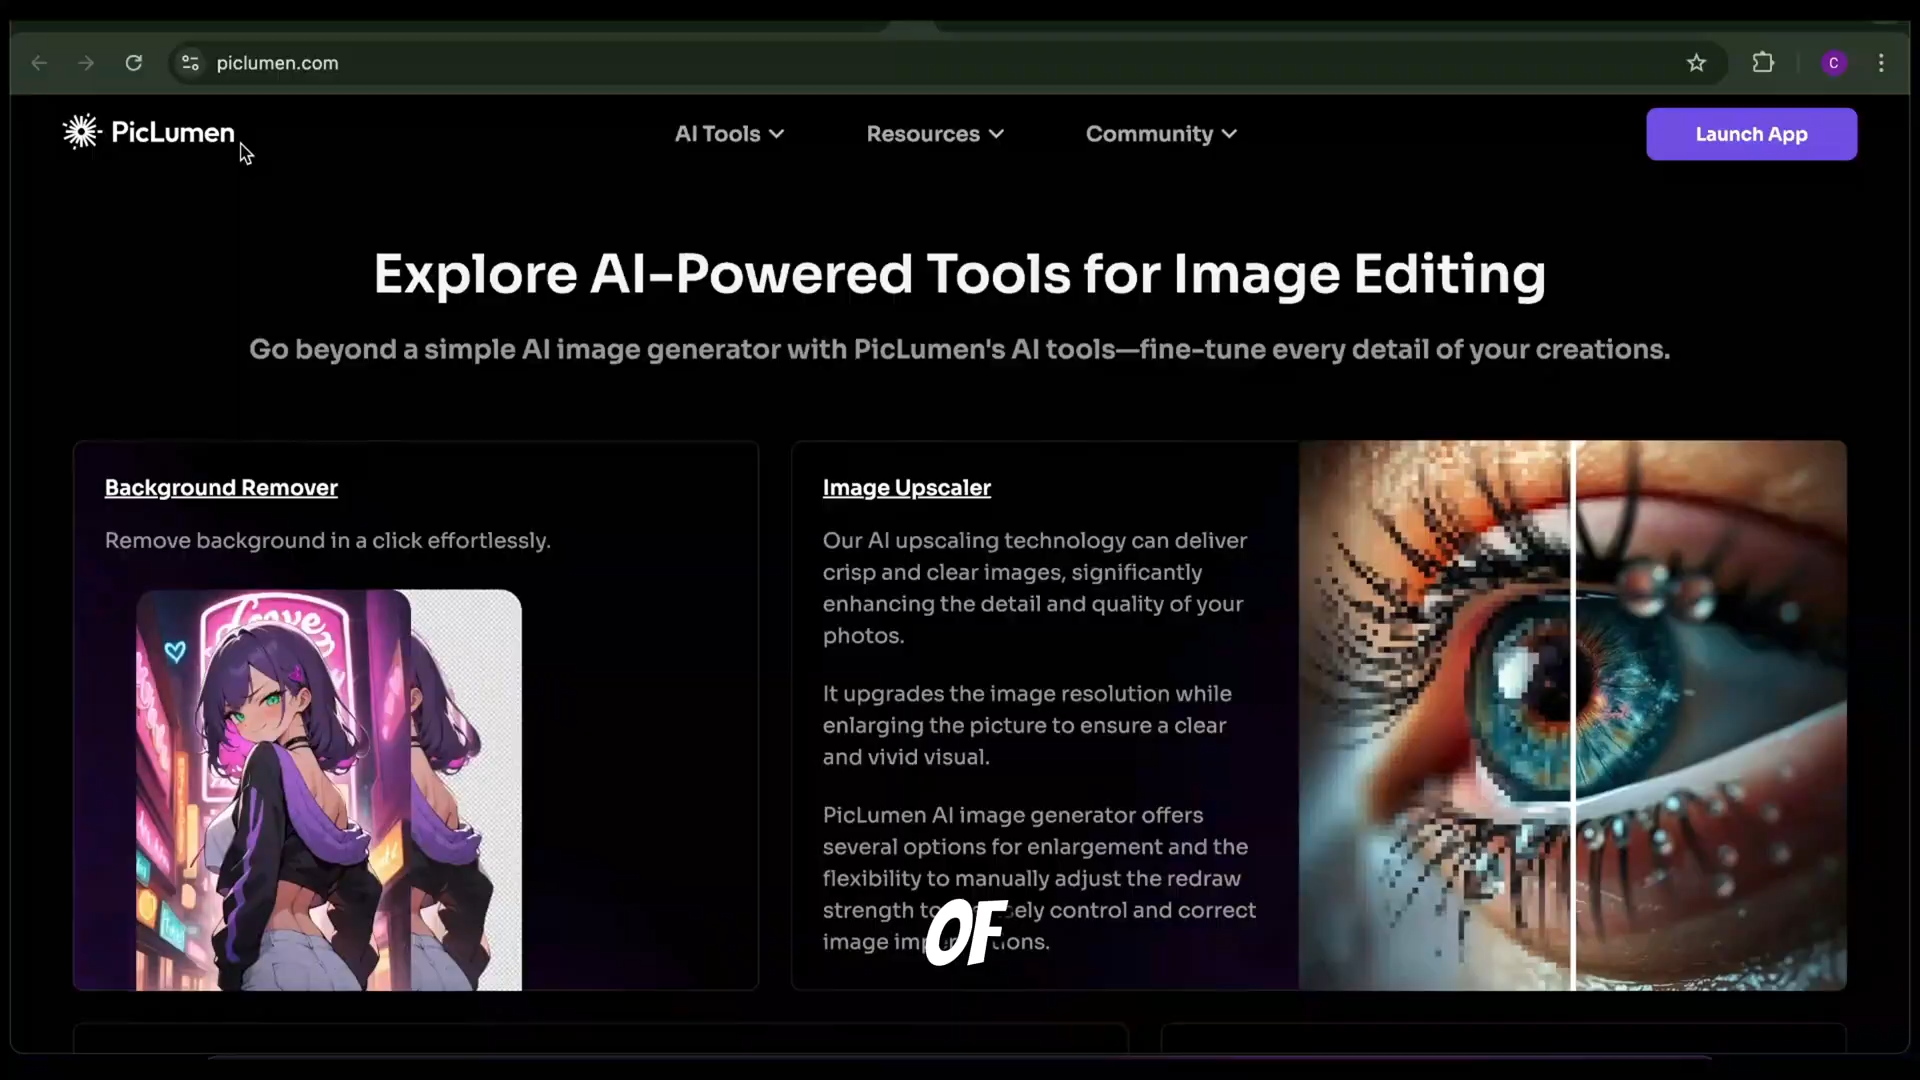 piclumen.com
C
PicLumen
AI Tools
Resources
Community
Launch App
Explore AI-Powered Tools for Image Editing
Go beyond a simple AI image generator with PicLumen's AI tools—fine-tune every detail of your creations.
Background Remover
Remove background in a click effortlessly.
Image Upscaler
Our AI upscaling technology can deliver
crisp and clear images, significantly
enhancing the detail and quality of your
photos.
It upgrades the image resolution while
enlarging the picture to ensure a clear
and vivid visual.
PicLumen AI image generator offers
several options for enlargement and the
flexibility to manually adjust the redraw
strength control and correct
image
OF